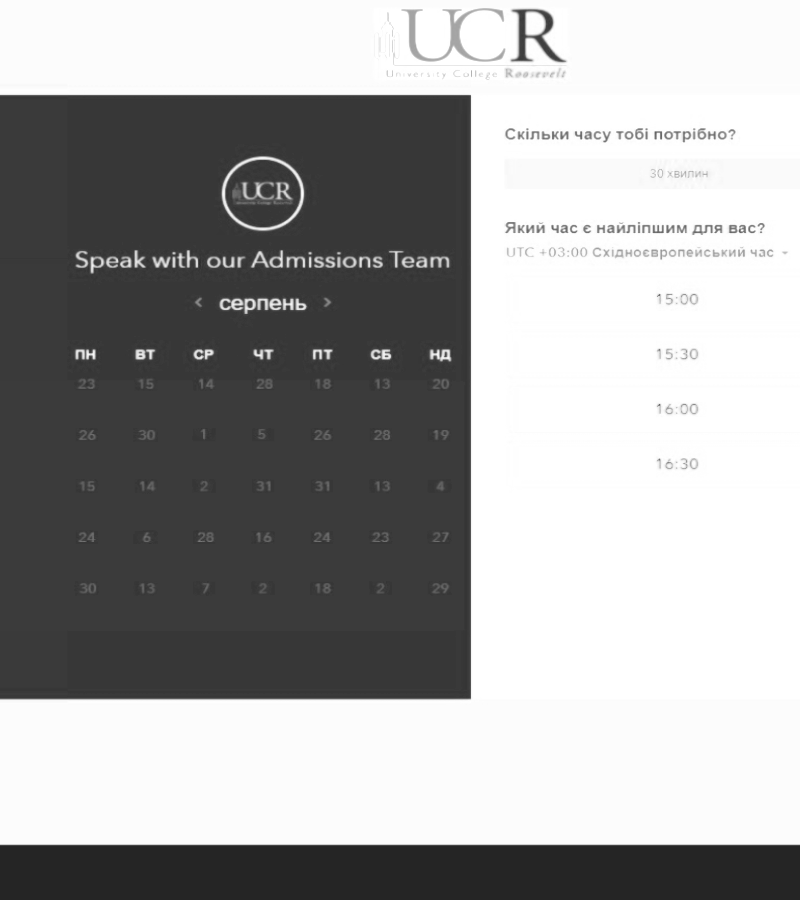 UCR
University College Roosevelt
UCR
Speak with our Admissions Team
‹ серпень ›
ПН ВТ СР ЧТ ПТ СБ НД
23 15 14 28 18 13 20
26 30 1 5 26 28 19
15 14 2 31 31 13 4
24 6 28 16 24 23 27
30 13 7 2 18 2 29
Скільки часу тобі потрібно?
30 хвилин
Який час є найліпшим для вас?
UTC +03:00 Східноєвропейський час
15:00
15:30
16:00
16:30